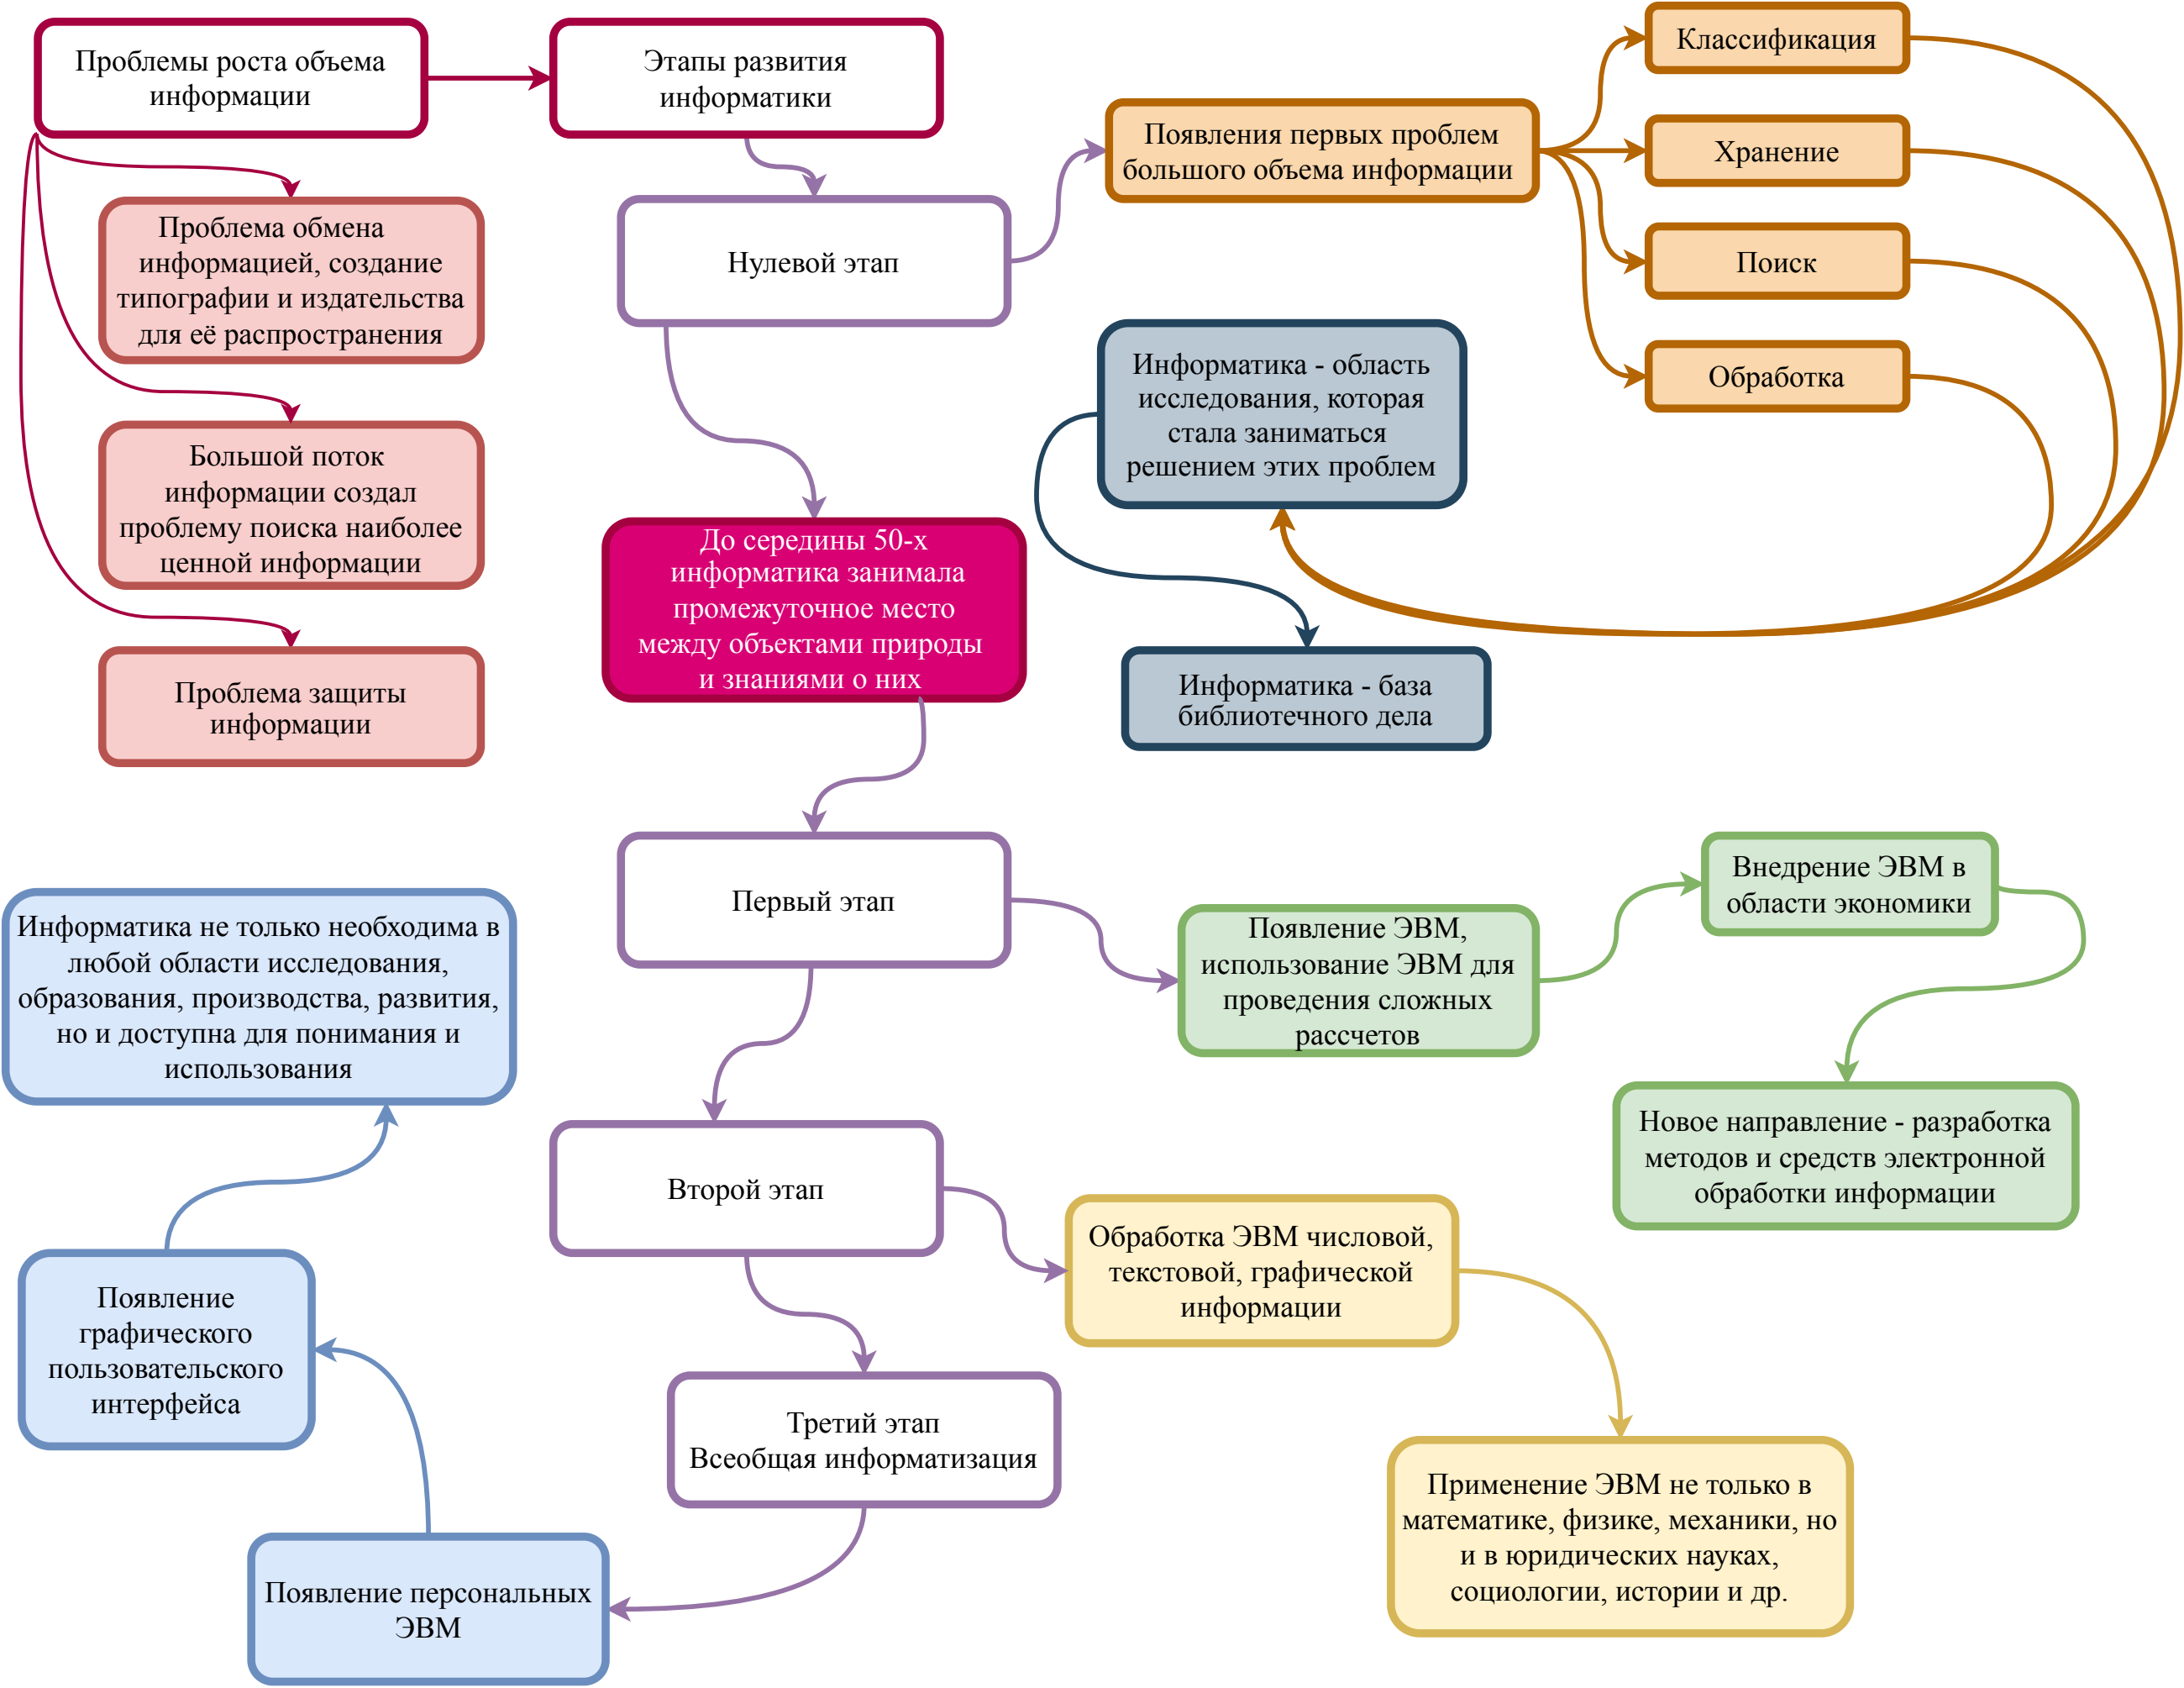 Проблемы роста объема
информации
Этапы развития
информатики
Проблема обмена
информацией, создание
типографии и издательства
для её распространения
Большой поток
информации создал
проблему поиска наиболее
ценной информации
Проблема защиты
информации
Нулевой этап
Появления первых проблем
большого объема информации
Классификация
Хранение
Поиск
Обработка
Информатика - область
исследования, которая
стала заниматься
решением этих проблем
Информатика - база
библиотечного дела
До середины 50-х
информатика занимала
промежуточное место
между объектами природы
и знаниями о них
Первый этап
Появление ЭВМ,
использование ЭВМ для
проведения сложных
рассчетов
Внедрение ЭВМ в
области экономики
Новое направление - разработка
методов и средств электронной
обработки информации
Второй этап
Обработка ЭВМ числовой,
текстовой, графической
информации
Применение ЭВМ не только в
математике, физике, механики, но
и в юридических науках,
социологии, истории и др.
Третий этап
Всеобщая информатизация
Появление персональных
ЭВМ
Появление
графического
пользовательского
интерфейса
Информатика не только необходима в
любой области исследования,
образования, производства, развития,
но и доступна для понимания и
использования